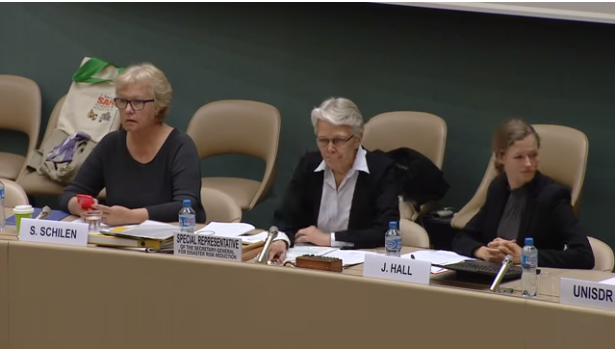 S. SCHILEN
SPECIAL REPRESENTATIVE
OF THE SECRETARY-GENERAL
FOR DISASTER RISK REDUCTION
J. HALL
UNISDR